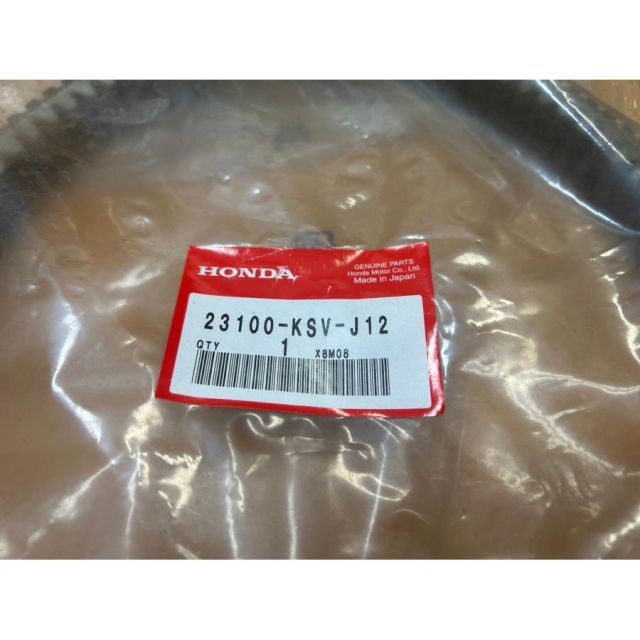 HONDA
GENUINE PARTS
Honda Motor Co., Ltd.
Made in Japan
23100-KSV-J12
QTY 1 X8M08